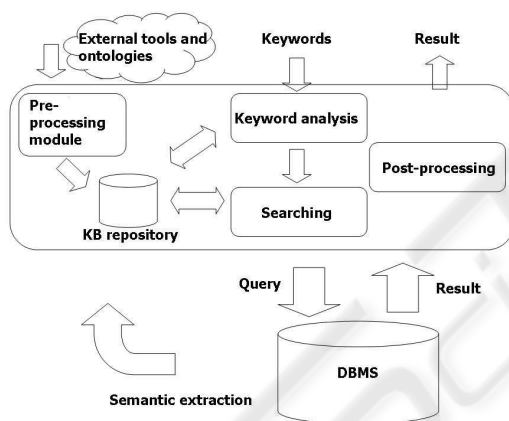 External tools and
ontologies
Keywords
Result
Pre-
processing
module
Keyword analysis
Post-processing
Searching
KB repository
Query
Result
DBMS
Semantic extraction